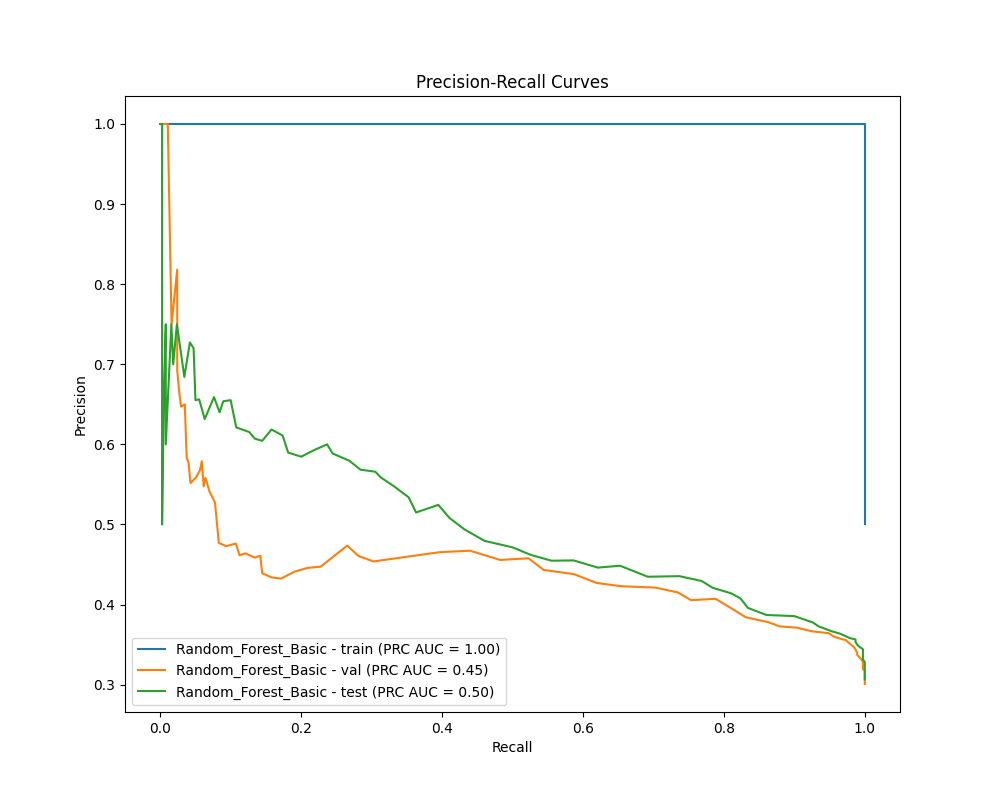 Precision-Recall Curves
Precision
1.0
0.9
0.8
0.7
0.6
0.5
0.4
0.3
Random_Forest_Basic - train (PRC AUC = 1.00)
Random_Forest_Basic - val (PRC AUC = 0.45)
Random_Forest_Basic - test (PRC AUC = 0.50)
0.0 0.2 0.4 0.6 0.8 1.0
Recall